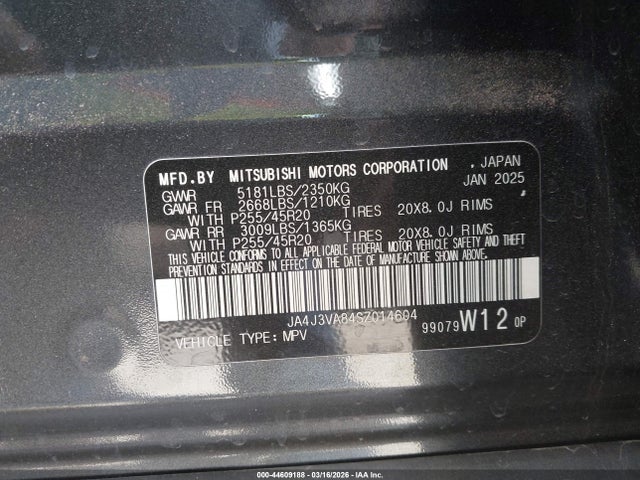 MFD.BY MITSUBISHI MOTORS CORPORATION , JAPAN
GVWR 5181LBS/2350KG JAN 2025
GAWR FR 2668LBS/1210KG
WITH P255/45R20 TIRES 20X8.0J RIMS
GAWR RR 3009LBS/1365KG
WITH P255/45R20 TIRES 20X8.0J RIMS
THIS VEHICLE CONFORMS TO ALL APPLICABLE FEDERAL MOTOR VEHICLE SAFETY AND THEFT
PREVENTION STANDARDS IN EFFECT ON THE DATE OF MANUFACTURE SHOWN ABOVE.
JA4J3VA84SZ014604
VEHICLE TYPE: MPV 99079 W12 0P
000-44609188 - 03/16/2026 - IAA Inc.